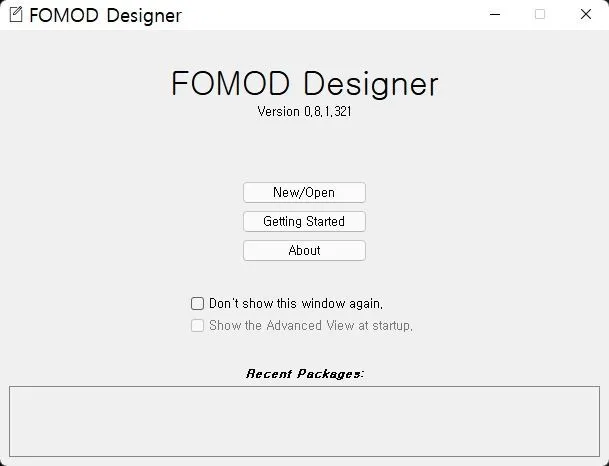 FOMOD Designer
FOMOD Designer
Version 0.8.1.321
New/Open
Getting Started
About
Don't show this window again.
Show the Advanced View at startup.
Recent Packages: